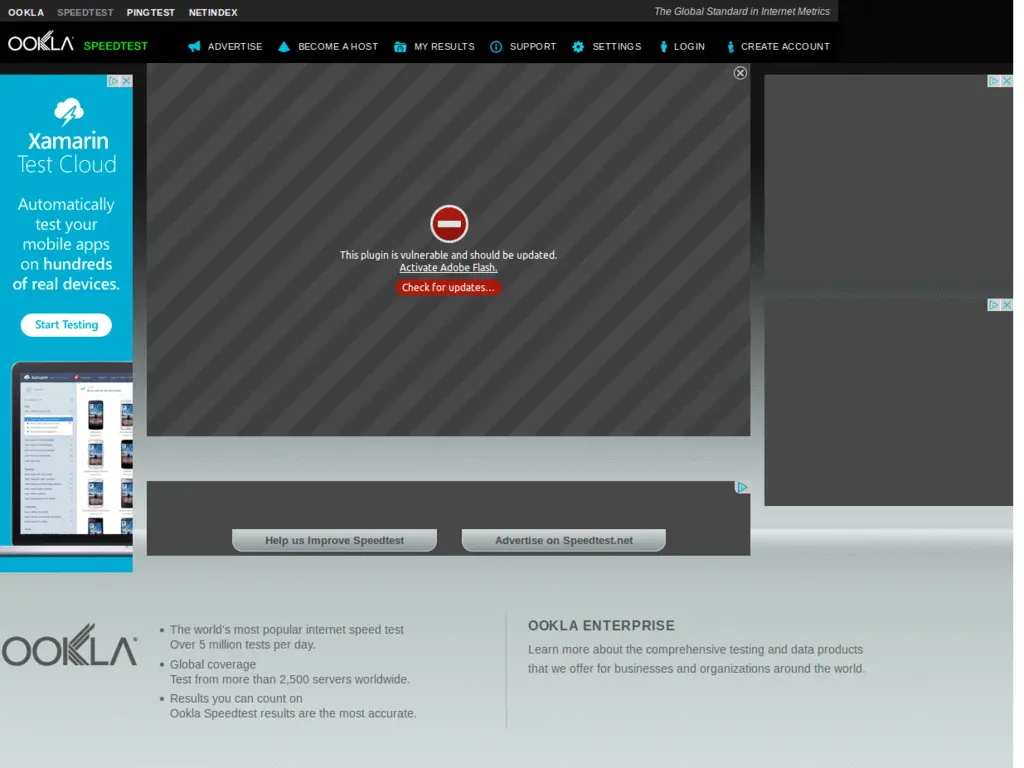 OOKLA SPEEDTEST PINGTEST NETINDEX
The Global Standard in Internet Metrics
OOKLA SPEEDTEST
ADVERTISE BECOME A HOST MY RESULTS SUPPORT SETTINGS LOGIN CREATE ACCOUNT
Xamarin
Test Cloud
Automatically
test your
mobile apps
on hundreds
of real devices.
Start Testing
This plugin is vulnerable and should be updated.
Activate Adobe Flash.
Check for updates...
Help us Improve Speedtest
Advertise on Speedtest.net
OOKLA
The world's most popular internet speed test
Over 5 million tests per day.
Global coverage
Test from more than 2,500 servers worldwide.
Results you can count on
Ookla Speedtest results are the most accurate.
OOKLA ENTERPRISE
Learn more about the comprehensive testing and data products
that we offer for businesses and organizations around the world.